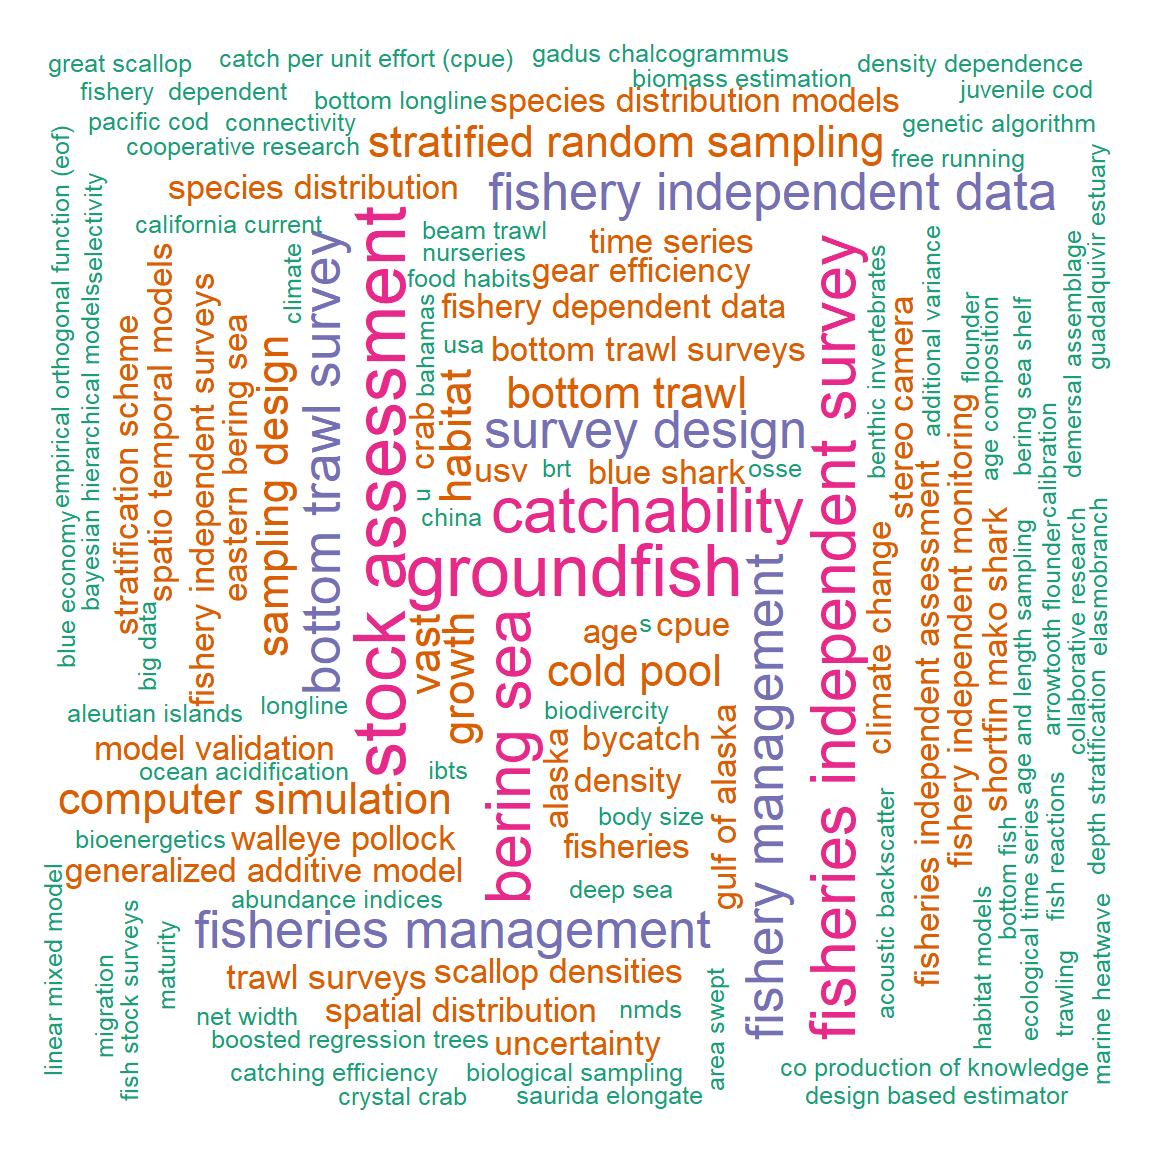 great scallop
catch per unit effort (cpue)
gadus chalcogrammus
density dependence
biomass estimation
fishery dependent
bottom longline
species distribution models
juvenile cod
pacific cod
connectivity
stratified random sampling
genetic algorithm
cooperative research
free running
species distribution
fishery independent data
california current
beam trawl
time series
nurseries
food habits
gear efficiency
fishery dependent data
usa
bottom trawl surveys
bottom trawl
survey design
usv
brt
blue shark
osse
catchability
china
groundfish
age
s
cpue
cold pool
biodivercity
bycatch
density
body size
fisheries
deep sea
ibts
longline
aleutian islands
model validation
ocean acidification
computer simulation
bioenergetics
walleye pollock
generalized additive model
abundance indices
fisheries management
trawl surveys
scallop densities
net width
spatial distribution
nmds
boosted regression trees
uncertainty
catching efficiency
biological sampling
crystal crab
saurida elongate
co production of knowledge
design based estimator
empirical orthogonal function (eof)
blue economy
bayesian hierarchical models
selectivity
stratification scheme
big data
spatio temporal models
fishery independent surveys
eastern bering sea
sampling design
climate
bottom trawl survey
stock assessment
bahamas
crab
u
habitat
vast
growth
bering sea
alaska
gulf of alaska
fishery management
fisheries independent survey
benthic invertebrates
climate change
stereo camera
additional variance
fisheries independent assessment
flounder
fishery independent monitoring
age composition
shortfin mako shark
bering sea shelf
age and length sampling
calibration
arrowtooth flounder
demersal assemblage
collaborative research
guadalquivir estuary
elasmobranch
depth stratification
acoustic backscatter
habitat models
bottom fish
ecological time series
fish reactions
trawling
marine heatwave
area swept
linear mixed model
migration
fish stock surveys
maturity